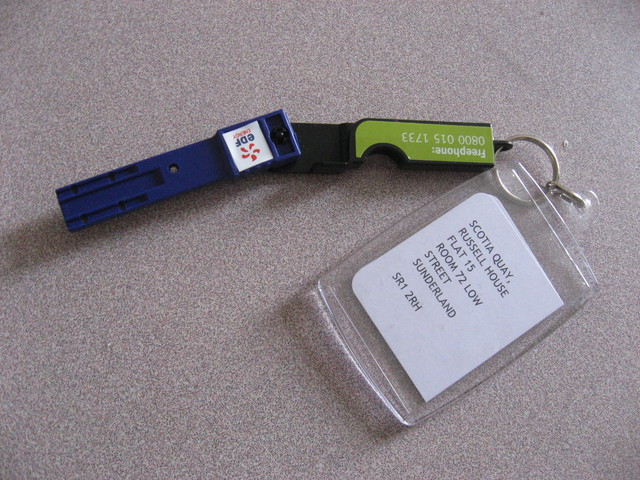 eDF
ENERGY
Freephone:
0800 015 1733
SCOTIA QUAY,
RUSSELL HOUSE
FLAT 15
ROOM 72 LOW
STREET
SUNDERLAND
SR1 2RH